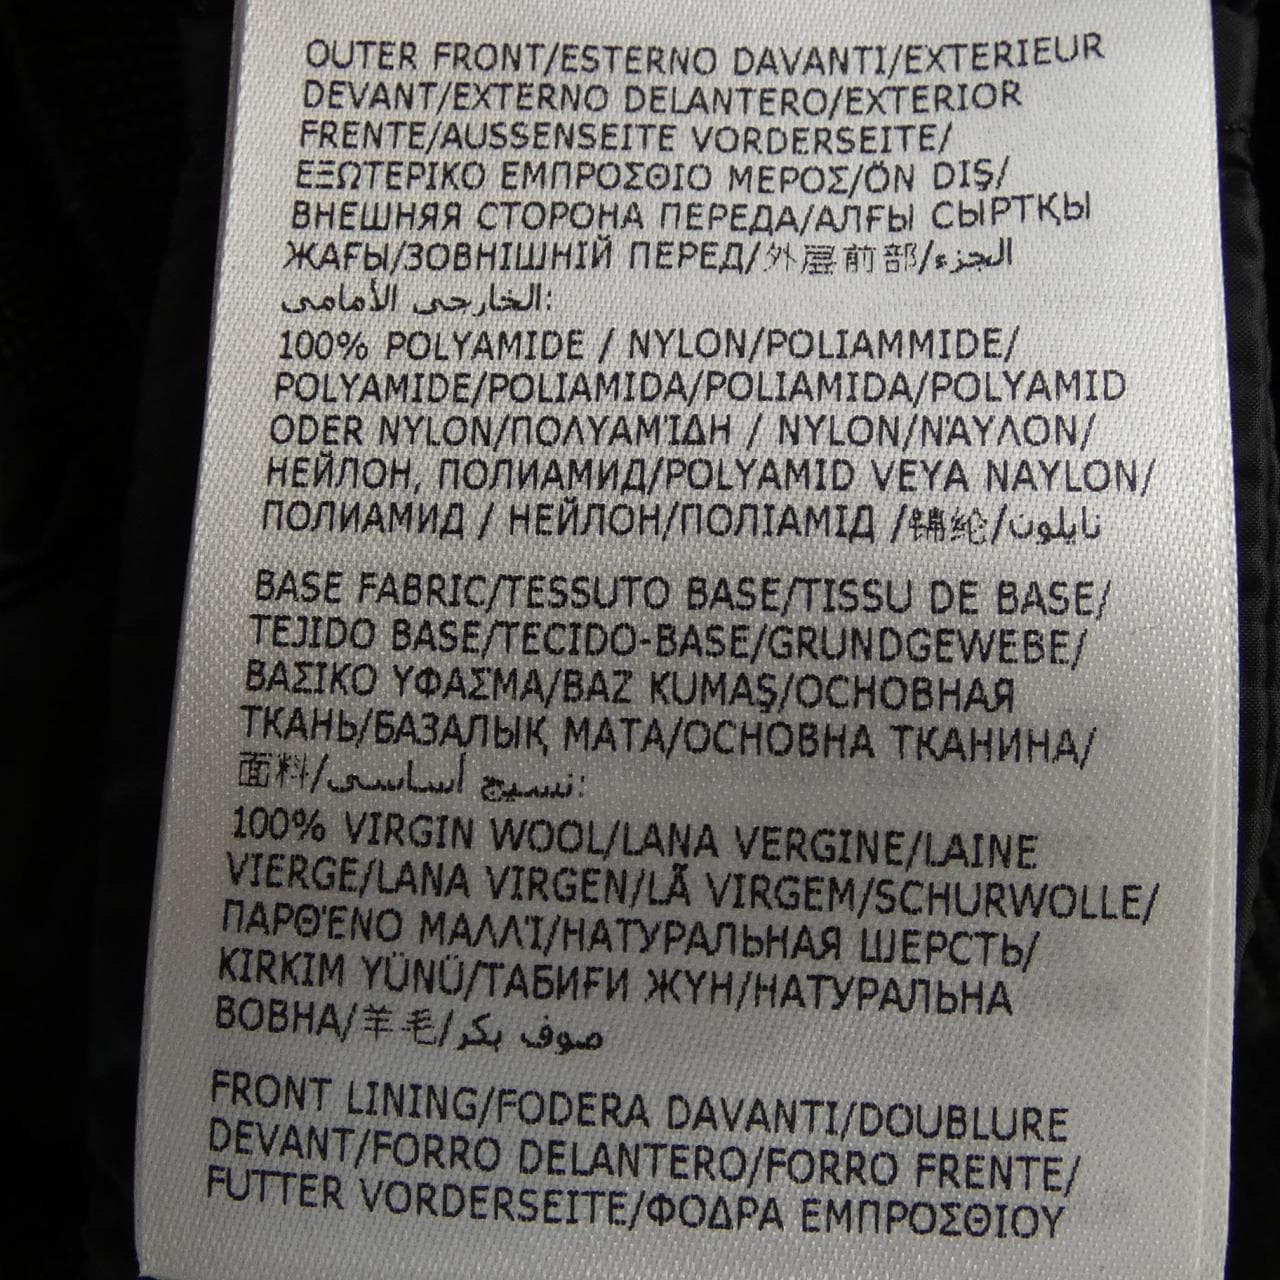 OUTER FRONT/ESTERNO DAVANTI/EXTERIEUR
DEVANT/EXTERNO DELANTERO/EXTERIOR
FRENTE/AUSSENSEITE VORDERSEITE/
ΕΞΩΤΕΡΙΚΟ ΕΜΠΡΟΣΘΙΟ ΜΕΡΟΣ/ÖN DIŞ/
ВНЕШНЯЯ СТОРОНА ПЕРЕДА/АЛҒЫ СЫРТҚЫ
ЖАҒЫ/ЗОВНІШНІЙ ПЕРЕД/外层前部/الجزء
الخارجى الأمامى:
100% POLYAMIDE / NYLON/POLIAMMIDE/
POLYAMIDE/POLIAMIDA/POLIAMIDA/POLYAMID
ODER NYLON/ΠΟΛΥΑΜΊΔΗ / NYLON/ΝΆΥΛΟΝ/
НЕЙЛОН, ПОЛИАМИД/POLYAMID VEYA NAYLON/
ПОЛИАМИД / НЕЙЛОН/ПОЛІАМІД /锦纶/نايلون
BASE FABRIC/TESSUTO BASE/TISSU DE BASE/
TEJIDO BASE/TECIDO-BASE/GRUNDGEWEBE/
ΒΑΣΙΚΟ ΥΦΑΣΜΑ/BAZ KUMAŞ/ОСНОВНАЯ
ТКАНЬ/БАЗАЛЫҚ МАТА/ОСНОВНА ТКАНИНА/
面料/نسيج أساسى:
100% VIRGIN WOOL/LANA VERGINE/LAINE
VIERGE/LANA VIRGEN/LÃ VIRGEM/SCHURWOLLE/
ΠΑΡΘΈΝΟ ΜΑΛΛΊ/НАТУРАЛЬНАЯ ШЕРСТЬ/
KIRKIM YÜNÜ/ТАБИҒИ ЖҮН/НАТУРАЛЬНА
ВОВНА/羊毛/صوف بكر
FRONT LINING/FODERA DAVANTI/DOUBLURE
DEVANT/FORRO DELANTERO/FORRO FRENTE/
FUTTER VORDERSEITE/ΦΟΔΡΑ ΕΜΠΡΟΣΘΙΟΥ